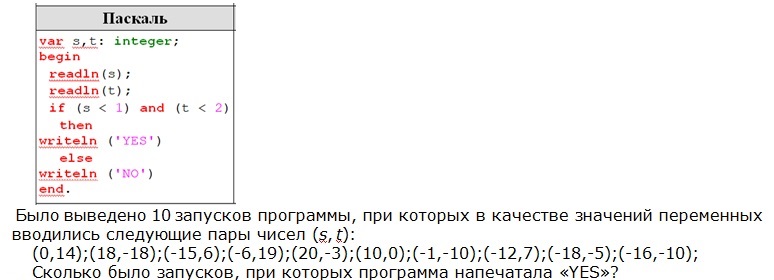 Паскаль
var s,t: integer;
begin
readln(s);
readln(t);
if (s < 1) and (t < 2)
then
writeln ('YES')
else
writeln ('NO')
end.
Было выведено 10 запусков программы, при которых в качестве значений переменных
вводились следующие пары чисел (s, t):
(0,14);(18,-18);(-15,6);(-6,19);(20,-3);(10,0);(-1,-10);(-12,7);(-18,-5);(-16,-10);
Сколько было запусков, при которых программа напечатала «YES»?